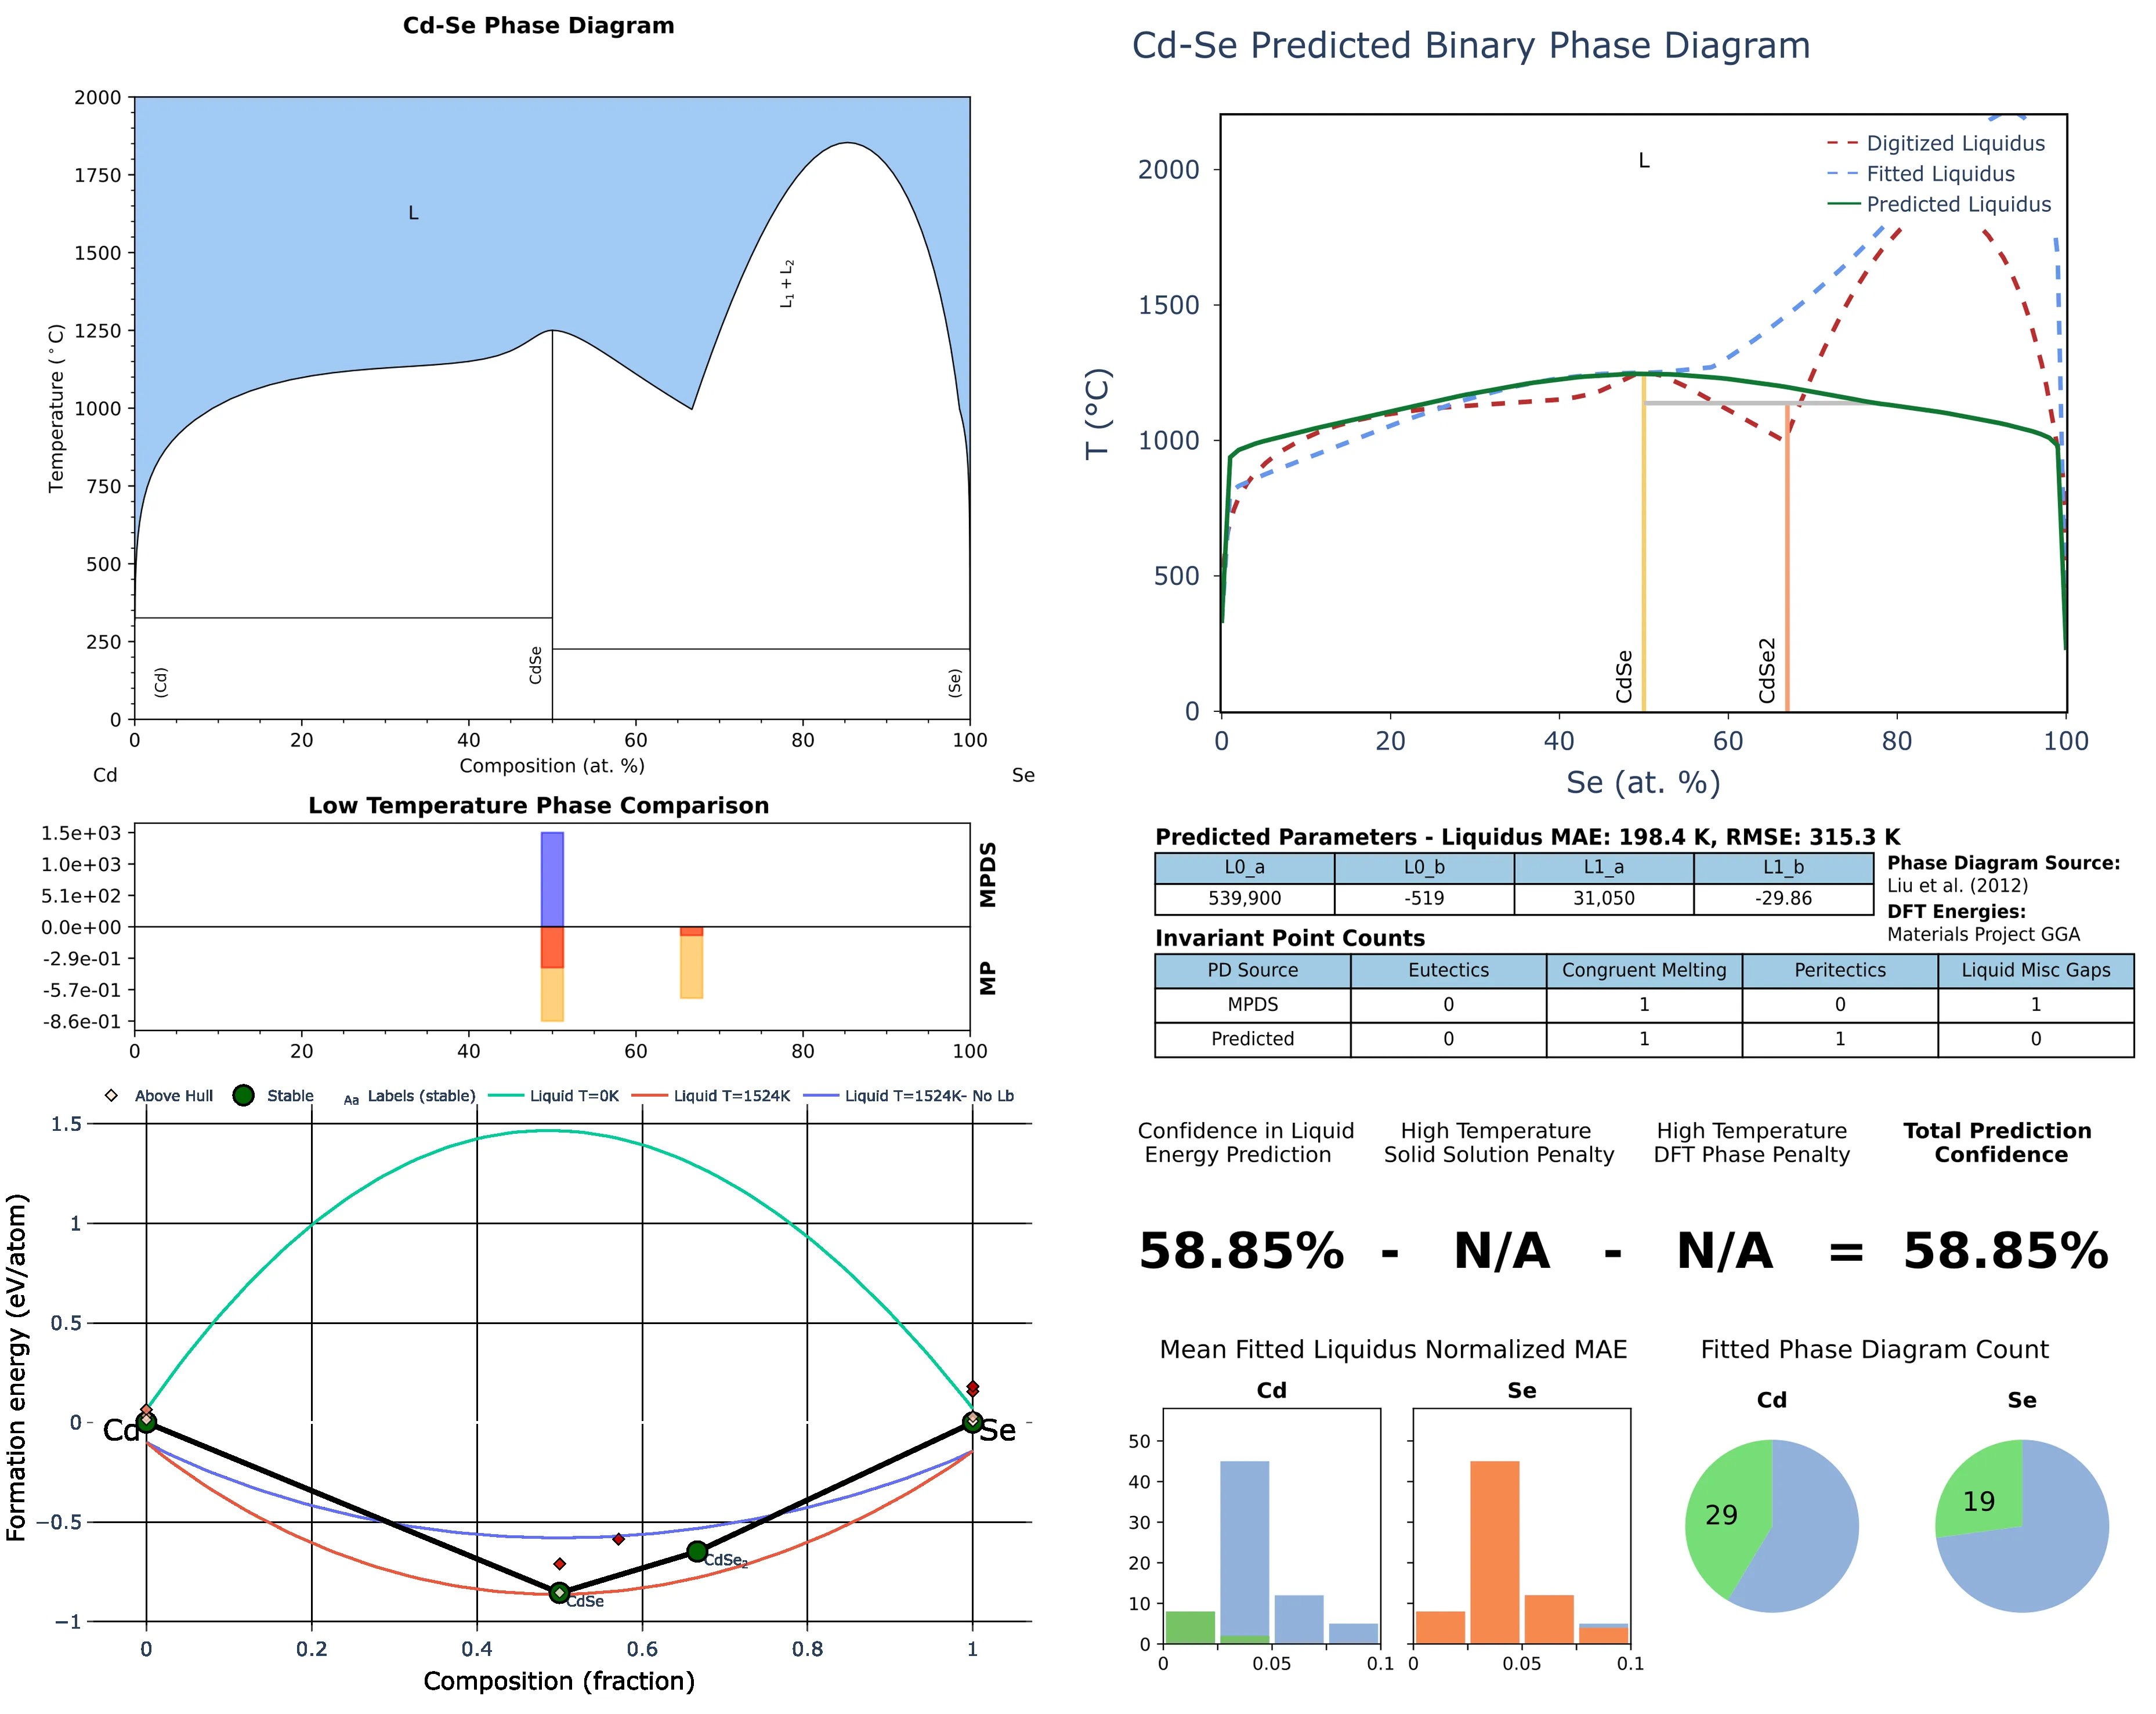 Cd-Se Phase Diagram
2000
1750
1500
1250
1000
750
500
250
0
Temperature (°C)
L
L1 + L2
(Cd)
CdSe
(Se)
0 20 40 60 80 100
Composition (at. %)
Cd Se
Low Temperature Phase Comparison
1.5e+03
1.0e+03
5.1e+02
0.0e+00
-2.9e-01
-5.7e-01
-8.6e-01
MPDS
MP
0 20 40 60 80 100
Above Hull Stable Aa Labels (stable) Liquid T=0K Liquid T=1524K Liquid T=1524K- No Lb
1.5
1
0.5
0
−0.5
−1
Formation energy (eV/atom)
Cd
Se
CdSe2
CdSe
0 0.2 0.4 0.6 0.8 1
Composition (fraction)
Cd-Se Predicted Binary Phase Diagram
L
Digitized Liquidus
Fitted Liquidus
Predicted Liquidus
2000
1500
1000
500
0
T (°C)
CdSe
CdSe2
0 20 40 60 80 100
Se (at. %)
Predicted Parameters - Liquidus MAE: 198.4 K, RMSE: 315.3 K
L0_a L0_b L1_a L1_b
539,900 -519 31,050 -29.86
Phase Diagram Source:
Liu et al. (2012)
DFT Energies:
Materials Project GGA
Invariant Point Counts
PD Source Eutectics Congruent Melting Peritectics Liquid Misc Gaps
MPDS 0 1 0 1
Predicted 0 1 1 0
Confidence in Liquid
Energy Prediction
High Temperature
Solid Solution Penalty
High Temperature
DFT Phase Penalty
Total Prediction
Confidence
58.85% - N/A - N/A = 58.85%
Mean Fitted Liquidus Normalized MAE
Cd Se
50
40
30
20
10
0
0 0.05 0.1 0 0.05 0.1
Fitted Phase Diagram Count
Cd Se
29 19